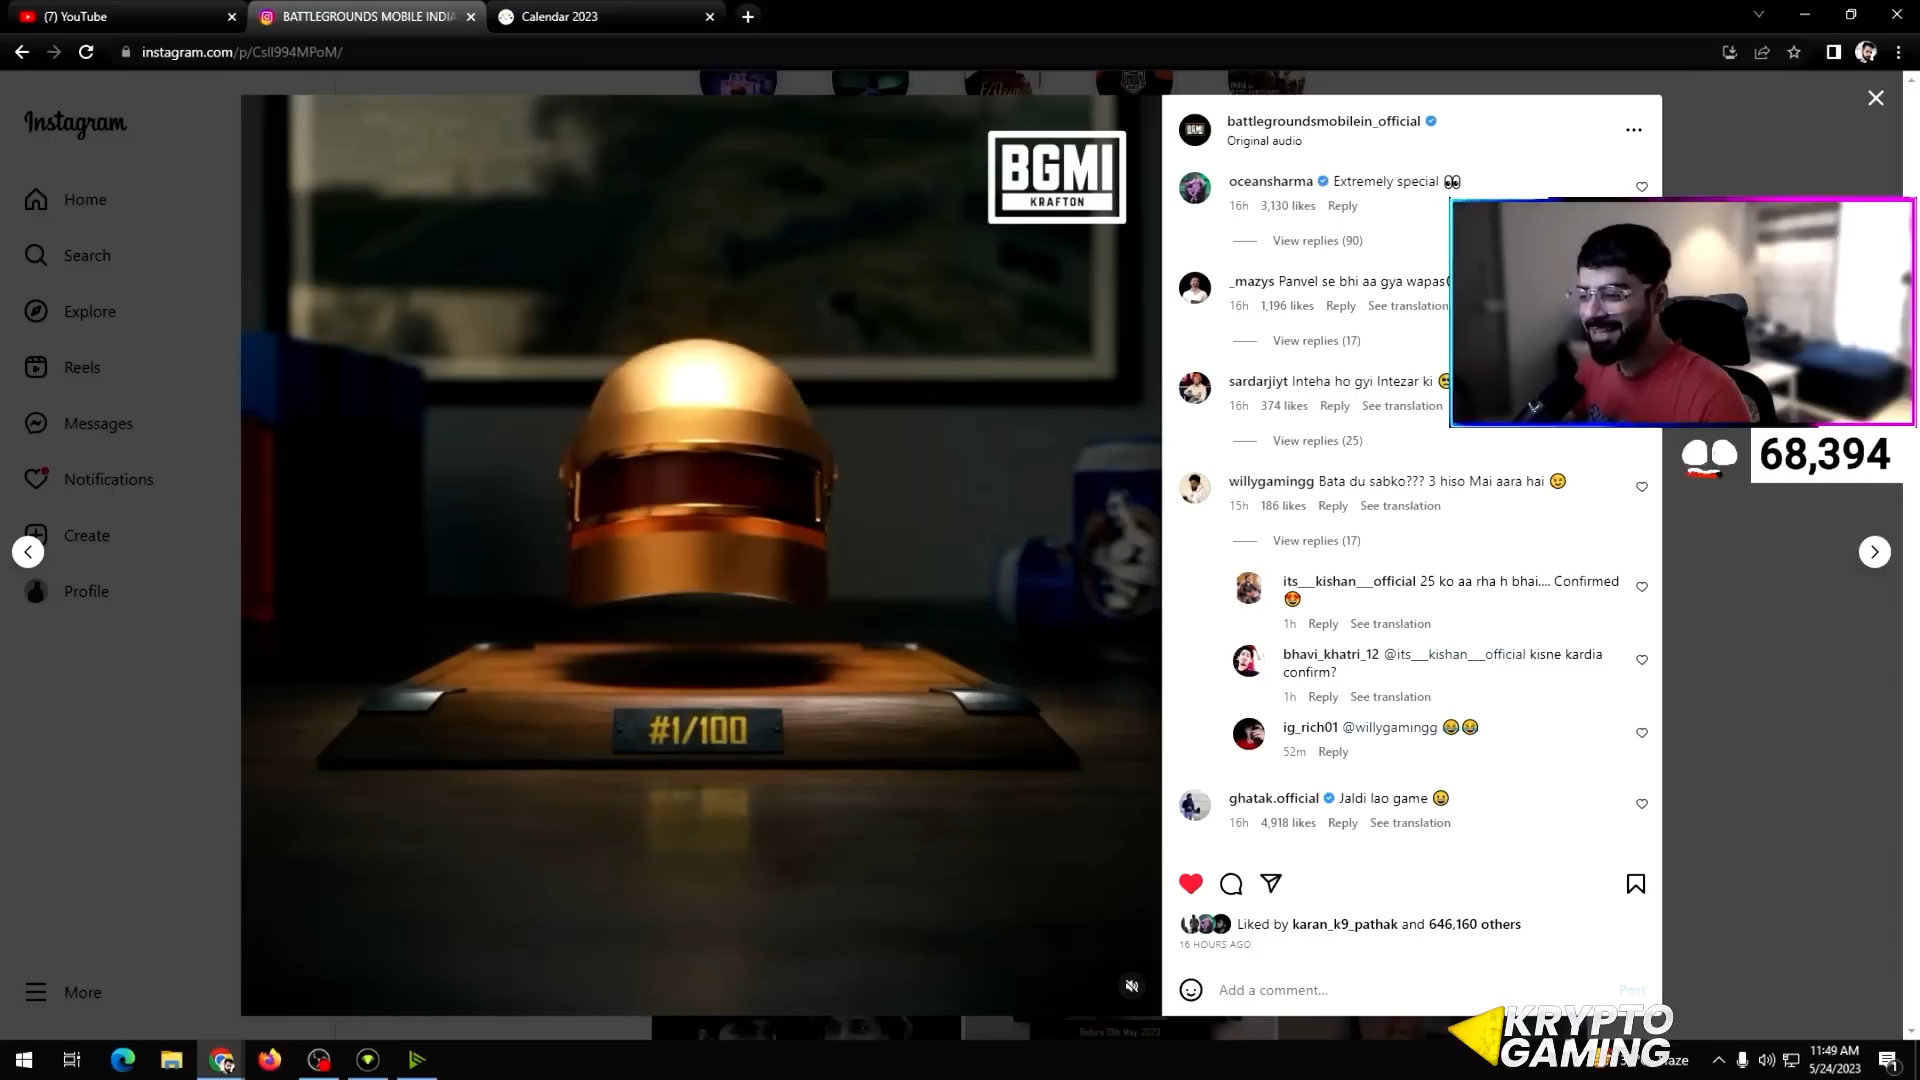 (7) YouTube
BATTLEGROUNDS MOBILE INDIA
Calendar 2023
instagram.com/p/CslI994MPoM/
Instagram
Home
Search
Explore
Reels
Messages
Notifications
Create
Profile
More
BGMI
KRAFTON
#1/100
battlegroundsmobilein_official
Original audio
oceansharma Extremely special 👀
16h 3,130 likes Reply
View replies (90)
_mazys Panvel se bhi aa gya wapas
16h 1,196 likes Reply See translation
View replies (17)
sardarjiyt Inteha ho gyi Intezar ki
16h 374 likes Reply See translation
View replies (25)
willygamingg Bata du sabko??? 3 hiso Mai aara hai 😉
15h 186 likes Reply See translation
View replies (17)
its___kishan___official 25 ko aa rha h bhai.... Confirmed
😍
1h Reply See translation
bhavi_khatri_12 @its___kishan___official kisne kardia
confirm?
1h Reply See translation
ig_rich01 @willygamingg 😂😂
52m Reply
ghatak.official Jaldi lao game 😀
16h 4,918 likes Reply See translation
Liked by karan_k9_pathak and 646,160 others
16 HOURS AGO
Add a comment...
Post
68,394
KRYPTO
GAMING
11:49 AM
5/24/2023